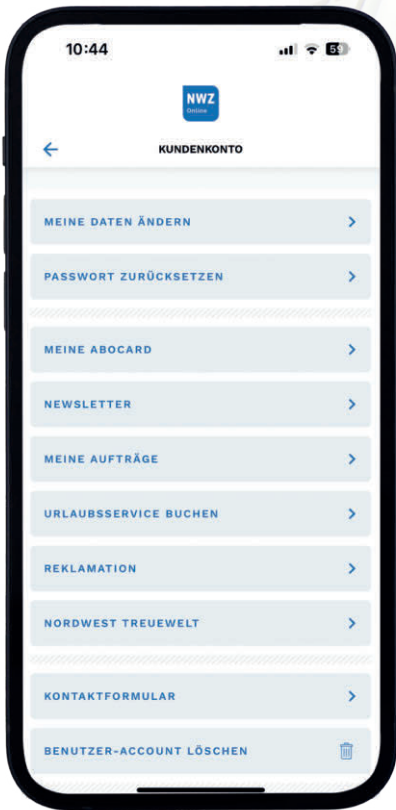 10:44
59
NWZ
Online
KUNDENKONTO
MEINE DATEN ÄNDERN
PASSWORT ZURÜCKSETZEN
MEINE ABOCARD
NEWSLETTER
MEINE AUFTRÄGE
URLAUBSSERVICE BUCHEN
REKLAMATION
NORDWEST TREUEWELT
KONTAKTFORMULAR
BENUTZER-ACCOUNT LÖSCHEN